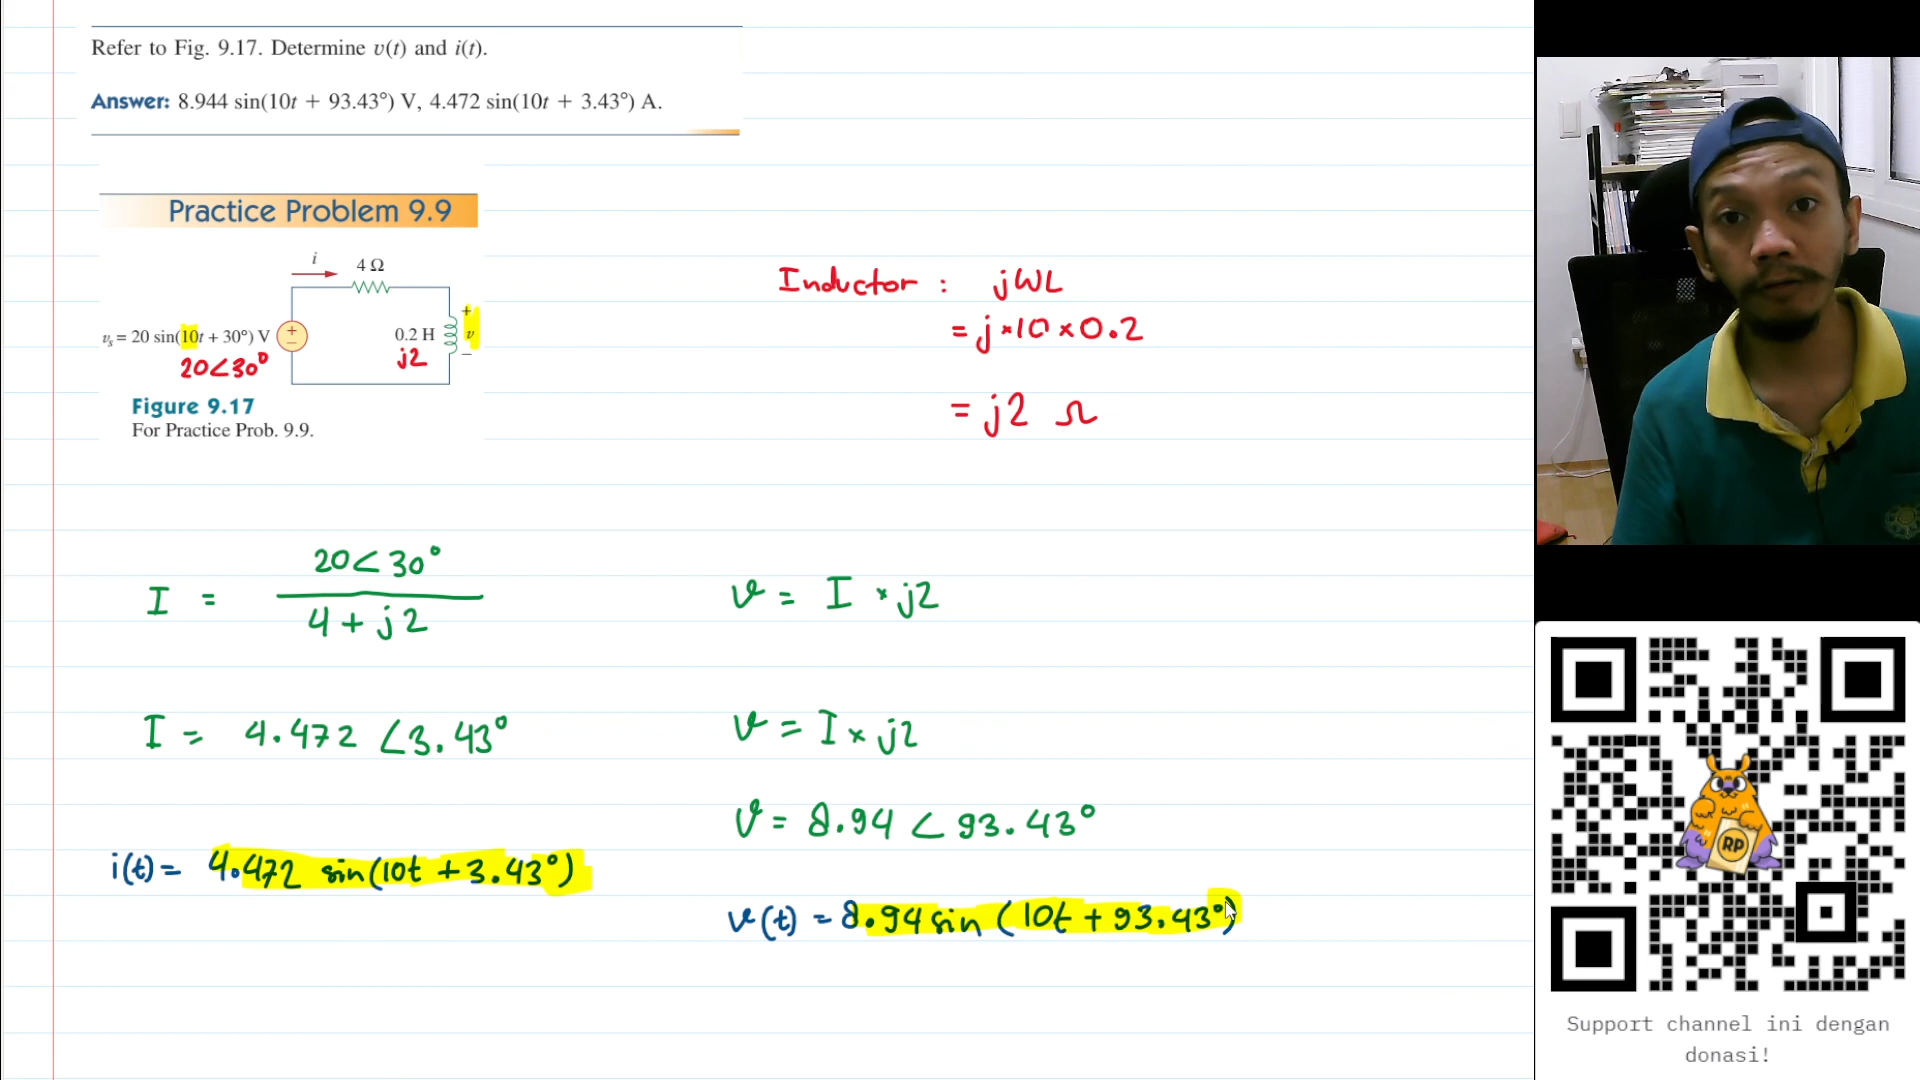 Refer to Fig. 9.17. Determine v(t) and i(t).
Answer: 8.944 sin(10t + 93.43°) V, 4.472 sin(10t + 3.43°) A.
Practice Problem 9.9
i
4 Ω
+
v
−
0.2 H
j2
vs = 20 sin(10t + 30°) V
+
−
20<30°
Figure 9.17
For Practice Prob. 9.9.
Inductor : jWL
= j×10×0.2
= j2 Ω
I = 20<30° / 4 + j2
I = 4.472 <3.43°
i(t) = 4.472 sin(10t + 3.43°)
v = I × j2
v = I × j2
v = 8.94 < 93.43°
v(t) = 8.94 sin (10t + 93.43°)
RP
Support channel ini dengan
donasi!